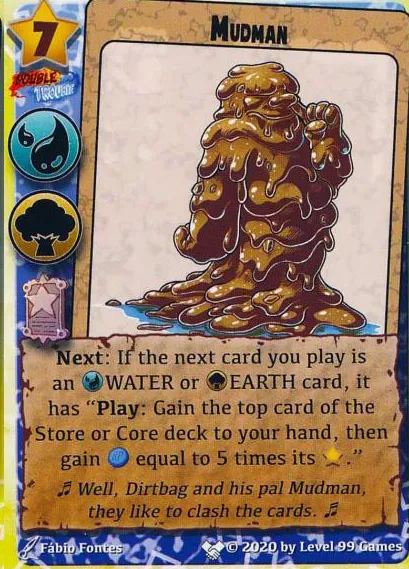 7
MUDMAN
DOUBLE
TROUBLE
Next: If the next card you play is
an WATER or EARTH card, it
has “Play: Gain the top card of the
Store or Core deck to your hand, then
gain equal to 5 times its .”
♬ Well, Dirtbag and his pal Mudman,
they like to clash the cards. ♬
Fábio Fontes
© 2020 by Level 99 Games